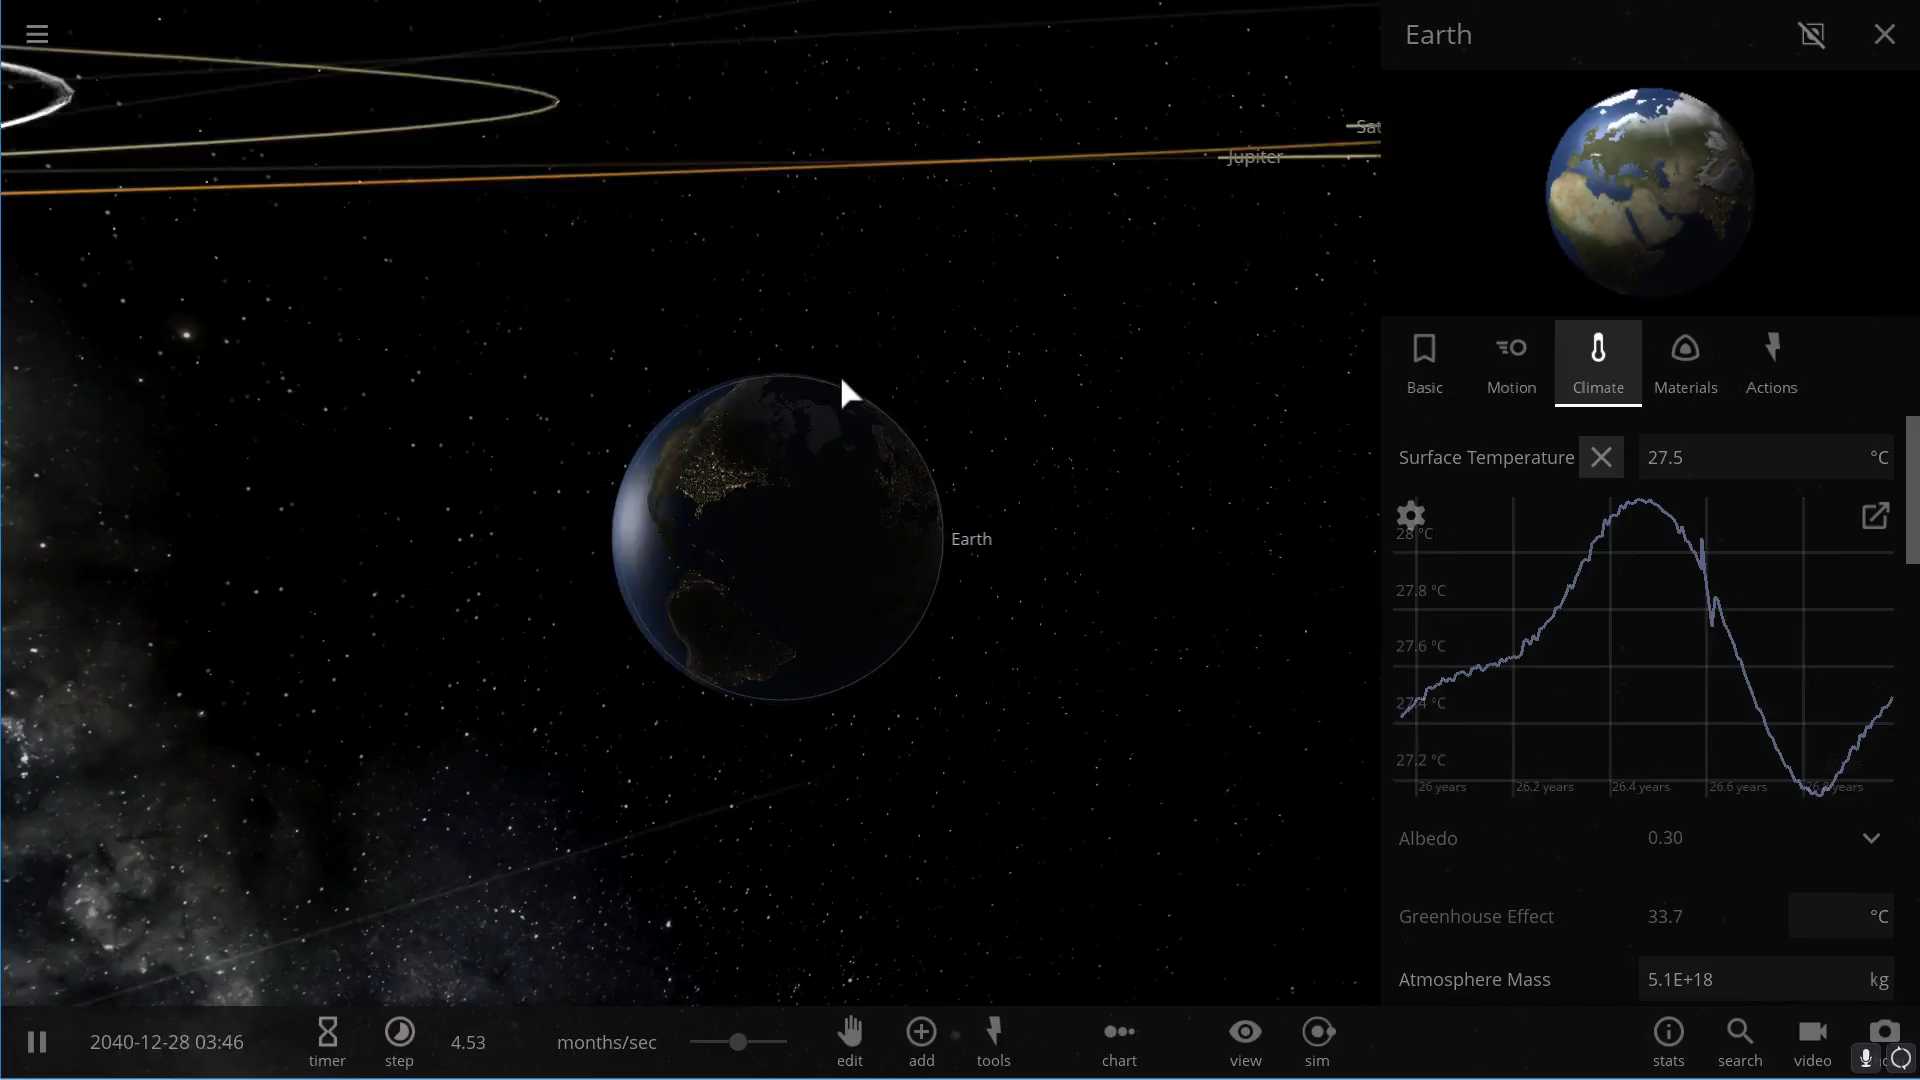 Earth
Sat
Jupiter
Basic Motion Climate Materials Actions
Surface Temperature 27.5 °C
28 °C
27.8 °C
27.6 °C
27.4 °C
27.2 °C
26 years 26.2 years 26.4 years 26.6 years years
Earth
Albedo 0.30
Greenhouse Effect 33.7 °C
Atmosphere Mass 5.1E+18 kg
2040-12-28 03:46 timer step 4.53 months/sec edit add tools chart view sim stats search video